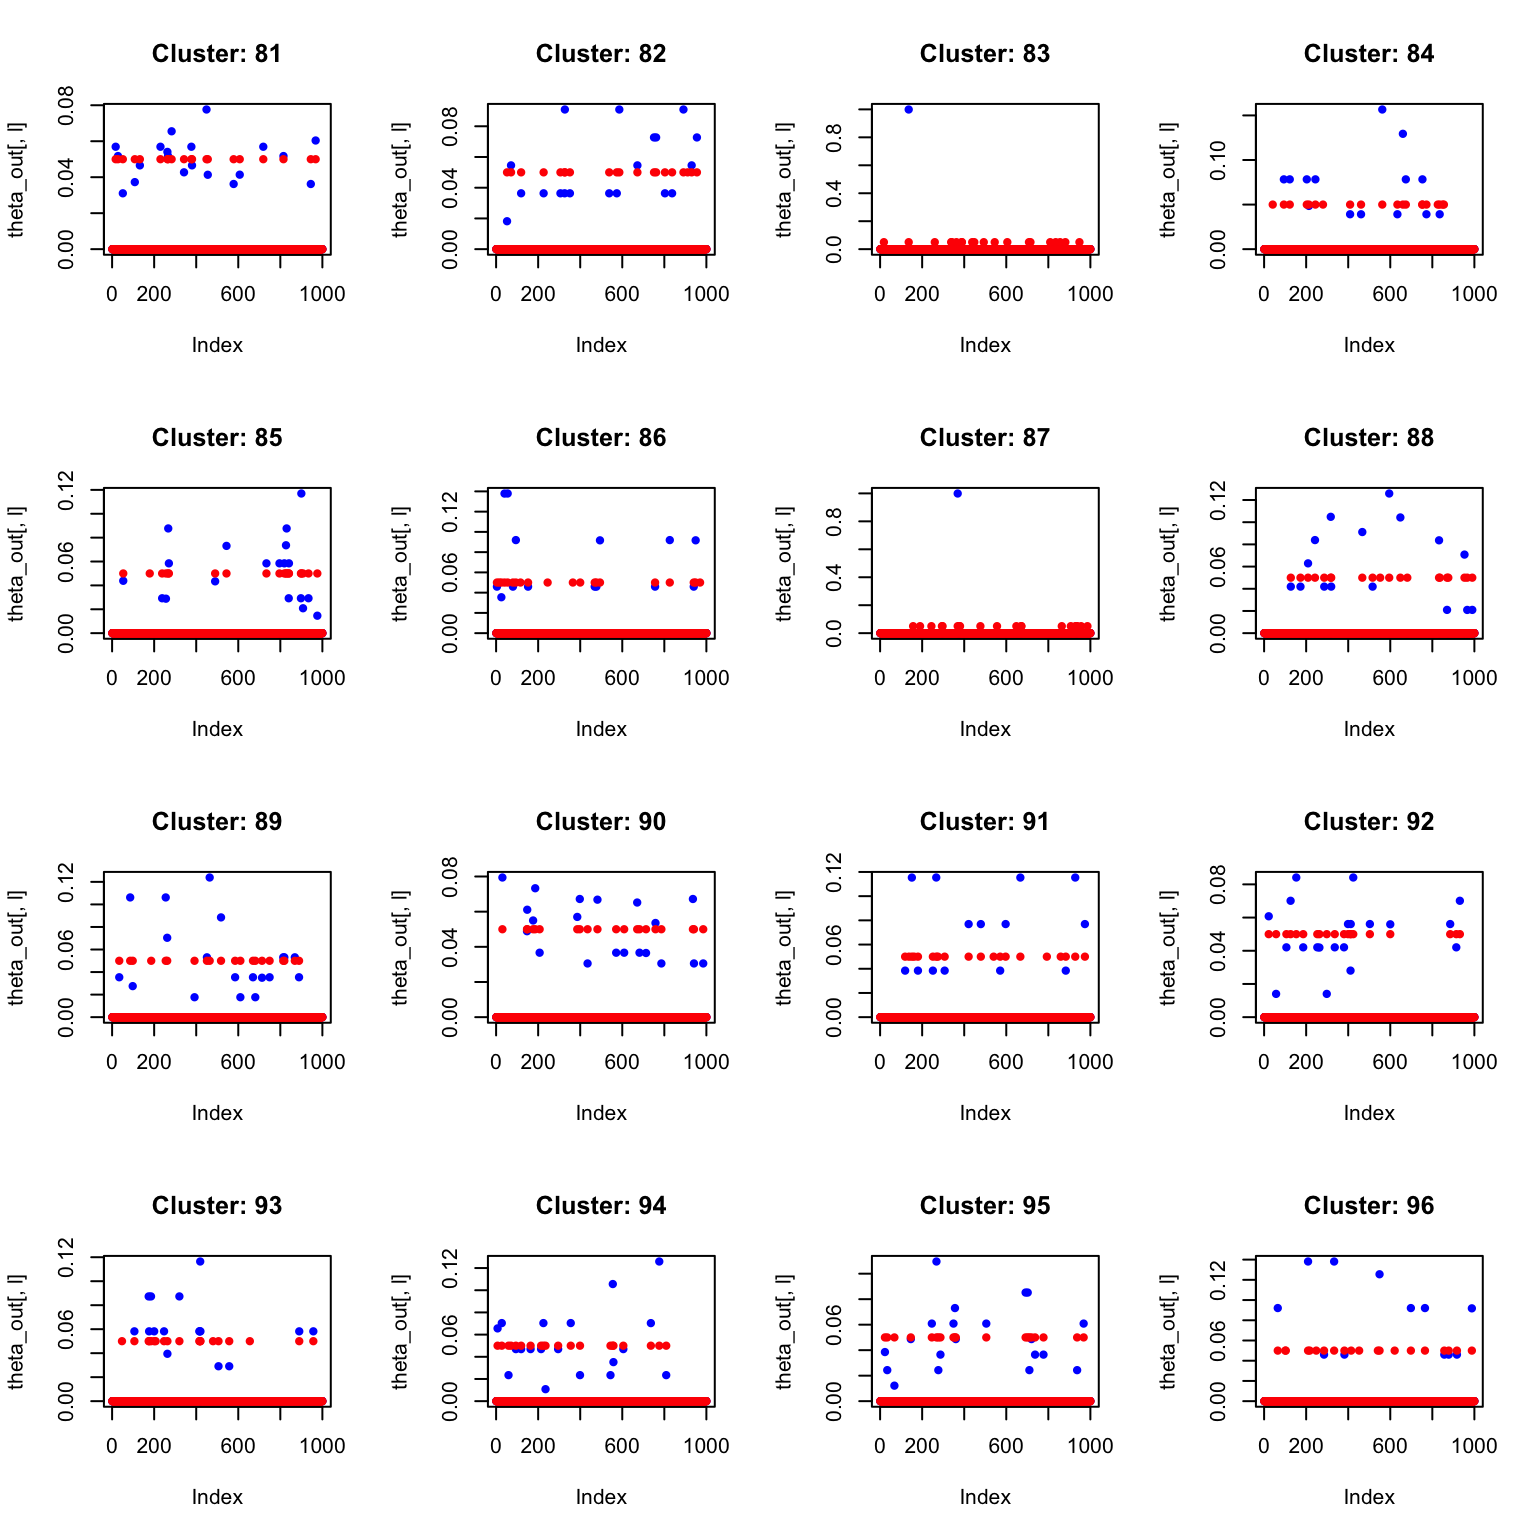 Cluster: 81
theta_out[, l]
0.00 0.04 0.08
0 200 600 1000
Index
Cluster: 82
theta_out[, l]
0.00 0.04 0.08
0 200 600 1000
Index
Cluster: 83
theta_out[, l]
0.0 0.4 0.8
0 200 600 1000
Index
Cluster: 84
theta_out[, l]
0.00 0.10
0 200 600 1000
Index
Cluster: 85
theta_out[, l]
0.00 0.06 0.12
0 200 600 1000
Index
Cluster: 86
theta_out[, l]
0.00 0.06 0.12
0 200 600 1000
Index
Cluster: 87
theta_out[, l]
0.0 0.4 0.8
0 200 600 1000
Index
Cluster: 88
theta_out[, l]
0.00 0.06 0.12
0 200 600 1000
Index
Cluster: 89
theta_out[, l]
0.00 0.06 0.12
0 200 600 1000
Index
Cluster: 90
theta_out[, l]
0.00 0.04 0.08
0 200 600 1000
Index
Cluster: 91
theta_out[, l]
0.00 0.06 0.12
0 200 600 1000
Index
Cluster: 92
theta_out[, l]
0.00 0.04 0.08
0 200 600 1000
Index
Cluster: 93
theta_out[, l]
0.00 0.06 0.12
0 200 600 1000
Index
Cluster: 94
theta_out[, l]
0.00 0.06 0.12
0 200 600 1000
Index
Cluster: 95
theta_out[, l]
0.00 0.06
0 200 600 1000
Index
Cluster: 96
theta_out[, l]
0.00 0.06 0.12
0 200 600 1000
Index